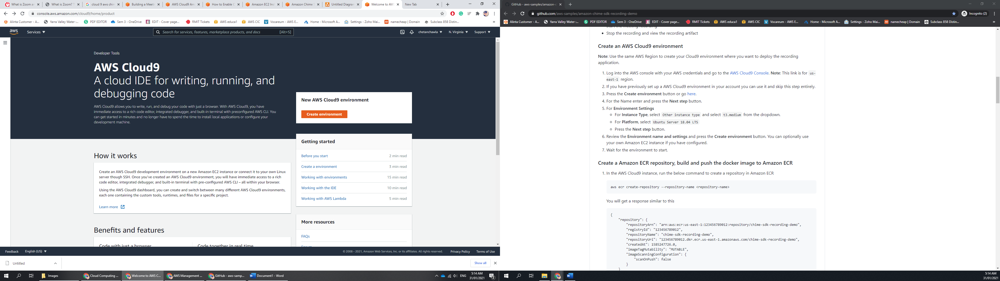 What is Zoom an
What is Zoom? T
cloud 9 aws chim
Building a Meeti
AWS Cloud9 Am
How to Enable C
Amazon EC2 Inst
Amazon Chime S
Untitled Diagram
Welcome to AW
New Tab
console.aws.amazon.com/cloud9/home/product
Alinta Customer - A...
Yarra Valley Water :...
PDF EDITOR
Sem 3 - OneDrive
EDIT - Cover page...
RMIT Tickets
AWS educa1
AWS CIC
Vocareum - AWS E...
Home - Microsoft A...
Settings - Zoho Mai...
namecheap | Domain
Subclass 858 Distin...
aws
Services
Search for services, features, marketplace products, and docs
[Alt+S]
chetanchawla
N. Virginia
Support
Developer Tools
AWS Cloud9
A cloud IDE for writing, running, and
debugging code
AWS Cloud9 allows you to write, run, and debug your code with just a browser. With AWS Cloud9, you have
immediate access to a rich code editor, integrated debugger, and built-in terminal with preconfigured AWS CLI. You
can get started in minutes and no longer have to spend the time to install local applications or configure your
development machine.
New AWS Cloud9 environment
Create environment
Getting started
Before you start 2 min read
Create a environment 3 min read
Working with environments 15 min read
Working with the IDE 10 min read
Working with AWS Lambda 5 min read
How it works
Create an AWS Cloud9 development environment on a new Amazon EC2 instance or connect it to your own Linux
server though SSH. Once you've created an AWS Cloud9 environment, you will have immediate access to a rich
code editor, integrated debugger, and built-in terminal with pre-configured AWS CLI – all within your browser.
Using the AWS Cloud9 dashboard, you can create and switch between many different AWS Cloud9 environments,
each one containing the custom tools, runtimes, and files for a specific project.
Learn more
More resources
FAQs
Benefits and features
Code with just a browser
Code together in real time
Feedback
English (US)
© 2008 - 2021, Amazon Web Services, Inc. or its affiliates. All rights reserved.
Privacy Policy
Terms of Use
Untitled
Show all
Images
Cloud Computing ...
Welcome to AWS C...
AWS Management ...
GitHub - aws-samp...
Document1 - Word
ENG
5:14 AM
31/01/2021
2
GitHub - aws-samples/amazon-c
github.com/aws-samples/amazon-chime-sdk-recording-demo
Incognito (2)
Alinta Customer - A...
Yarra Valley Water :...
PDF EDITOR
Sem 3 - OneDrive
EDIT - Cover page...
RMIT Tickets
AWS educa1
AWS CIC
Vocareum - AWS E...
Home - Microsoft A...
Settings - Zoho Mai...
namecheap | Domain
Subclass 858 Distin...
Start the meeting recording
Stop the recording and view the recording artifact
Create an AWS Cloud9 environment
Note: Use the same AWS Region to create your Cloud9 environment where you want to deploy the recording
application.
1. Log into the AWS console with your AWS credentials and go to the AWS Cloud9 Console. Note: This link is for us-
east-1 region.
2. If you have previously set up a AWS Cloud9 environment in your account you can use it and skip this step entirely.
3. Press the Create environment button or go here.
4. For the Name enter and press the Next step button.
5. For Environment Settings
For Instance Type, select Other instance type and select t3.medium from the dropdown.
For Platform, select Ubuntu Server 18.04 LTS
Press the Next step button.
6. Review the Environment name and settings and press the Create environment button. You can optionally use
your own Amazon EC2 instance if you have configured.
7. Wait for the environment to start.
Create a Amazon ECR repository, build and push the docker image to Amazon ECR
1. In the AWS Cloud9 instance, run the below command to create a repository in Amazon ECR
aws ecr create-repository --repository-name <repository-name>
You will get a response similar to this
{
"repository": {
"repositoryArn": "arn:aws:ecr:us-east-1:123456789012:repository/chime-sdk-recording-demo",
"registryId": "123456789012",
"repositoryName": "chime-sdk-recording-demo",
"repositoryUri": "123456789012.dkr.ecr.us-east-1.amazonaws.com/chime-sdk-recording-demo",
"createdAt": 1585247726.0,
"imageTagMutability": "MUTABLE",
"imageScanningConfiguration": {
"scanOnPush": false
}
}
5:14 AM
31/01/2021